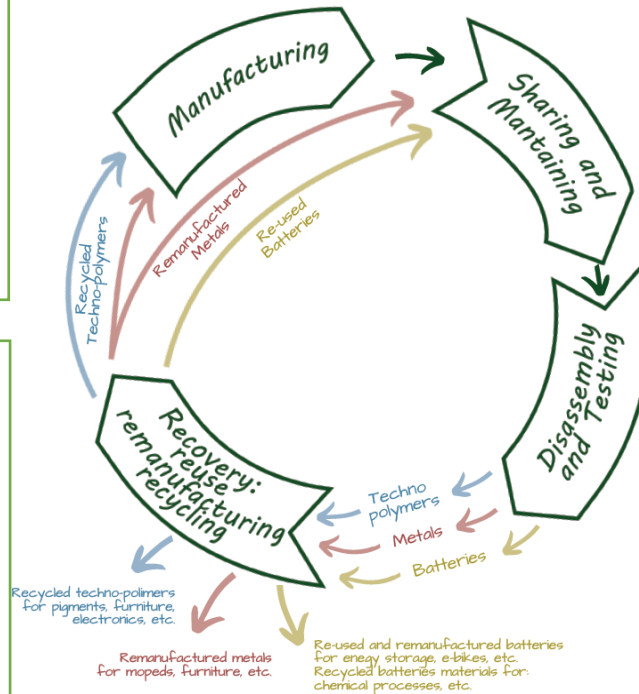 Manufacturing
Sharing and
Mantaining
Remanufactured
Metals
Re-used
Batteries
Recycled
Techno-polymers
Disassembly
and Testing
Recovery:
reuse
remanufacturing
recycling
Techno
polymers
Metals
Batteries
Recycled techno-polimers
for pigments, furniture,
electronics, etc.
Remanufactured metals
for mopeds, furniture, etc.
Re-used and remanufactured batteries
for enegy storage, e-bikes, etc.
Recycled batteries materials for:
chemical processes, etc.